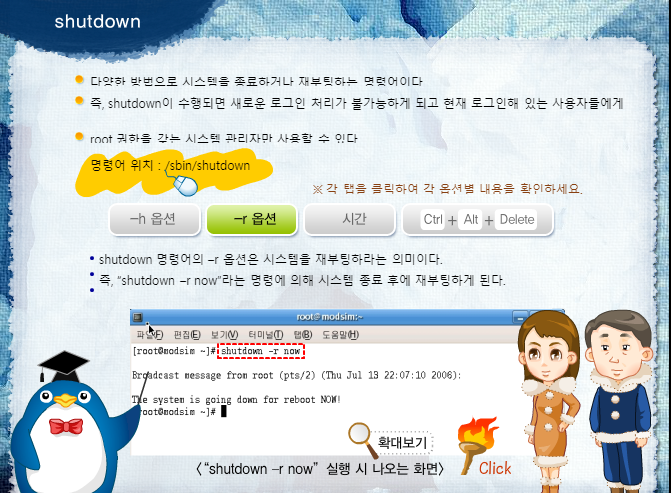 shutdown
다양한 방법으로 시스템을 종료하거나 재부팅하는 명령어이다
즉, shutdown이 수행되면 새로운 로그인 처리가 불가능하게 되고 현재 로그인해 있는 사용자들에게
root 권한을 갖는 시스템 관리자만 사용할 수 있다
명령어 위치 : /sbin/shutdown
※ 각 탭을 클릭하여 각 옵션별 내용을 확인하세요.
–h 옵션 –r 옵션 시간 Ctrl + Alt + Delete
shutdown 명령어의 –r 옵션은 시스템을 재부팅하라는 의미이다.
즉, “shutdown –r now”라는 명령에 의해 시스템 종료 후에 재부팅하게 된다.
root@modsim:~
파일(F) 편집(E) 보기(V) 터미널(T) 탭(B) 도움말(H)
[root@modsim ~]# shutdown -r now
Broadcast message from root (pts/2) (Thu Jul 13 22:07:10 2006):
The system is going down for reboot NOW!
[root@modsim ~]#
확대보기
〈“shutdown –r now” 실행 시 나오는 화면〉
Click